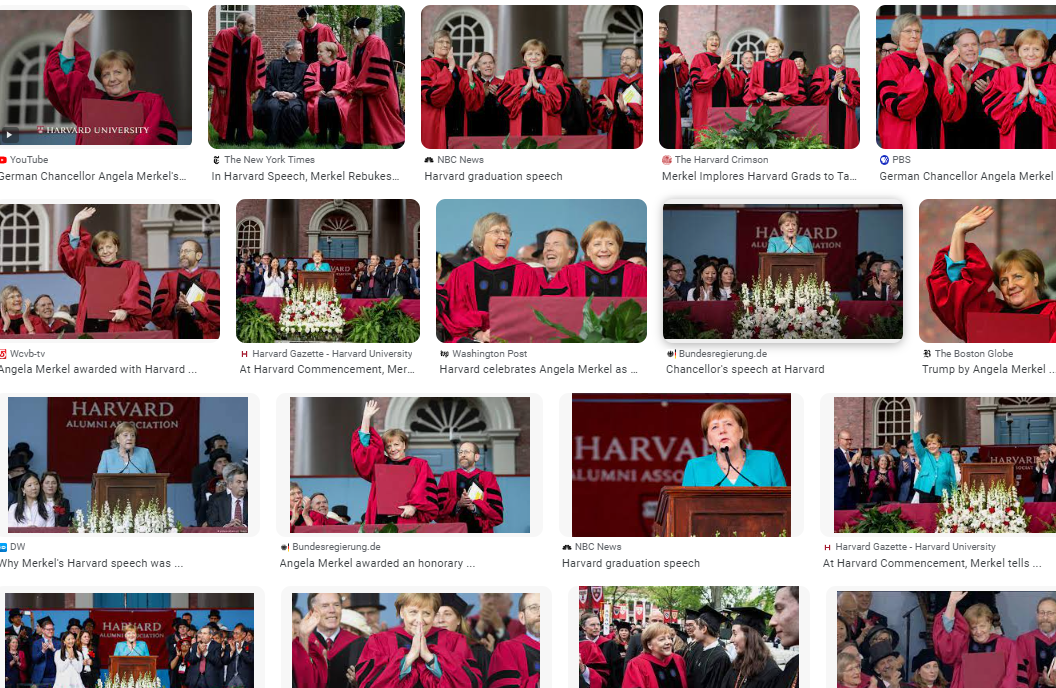 HARVARD UNIVERSITY
YouTube
The New York Times
NBC News
The Harvard Crimson
PBS
German Chancellor Angela Merkel's...
In Harvard Speech, Merkel Rebukes...
Harvard graduation speech
Merkel Implores Harvard Grads to Ta...
German Chancellor Angela Merkel
HARVARD
ALUMNI ASSOCIATION
Wcvb-tv
Harvard Gazette - Harvard University
Washington Post
Bundesregierung.de
The Boston Globe
Angela Merkel awarded with Harvard ...
At Harvard Commencement, Mer...
Harvard celebrates Angela Merkel as ...
Chancellor's speech at Harvard
Trump by Angela Merkel ...
HARVARD
ALUMNI ASSOCIATION
HARVA
ALUMNI ASSO
HARVARD
DW
Bundesregierung.de
NBC News
Harvard Gazette - Harvard University
Why Merkel's Harvard speech was ...
Angela Merkel awarded an honorary ...
Harvard graduation speech
At Harvard Commencement, Merkel tells ...
HARVARD
ALUMNI ASSOCIATION